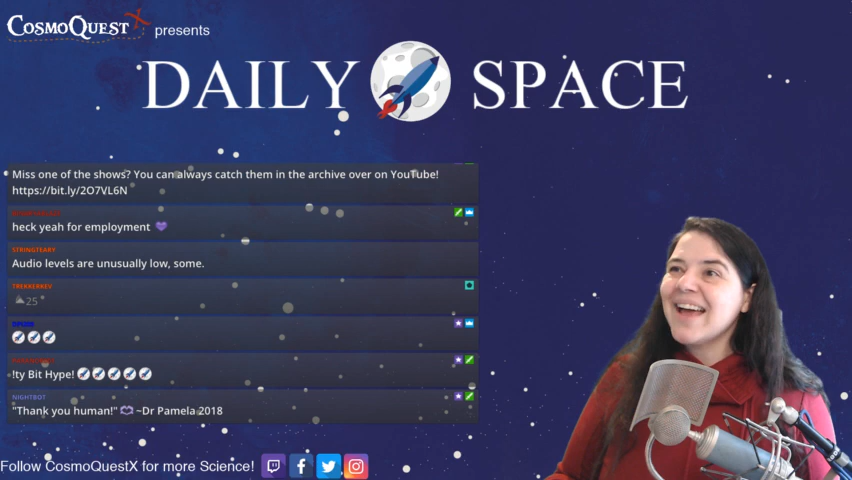 COSMOQUEST X presents
DAILY SPACE
Miss one of the shows? You can always catch them in the archive over on YouTube!
https://bit.ly/2O7VL6N
heck yeah for employment
STRINGTEARY
Audio levels are unusually low, some.
TREKKERREV
25
!ty Bit Hype!
NIGHTBOT
"Thank you human!" ~Dr Pamela 2018
Follow CosmoQuestX for more Science!